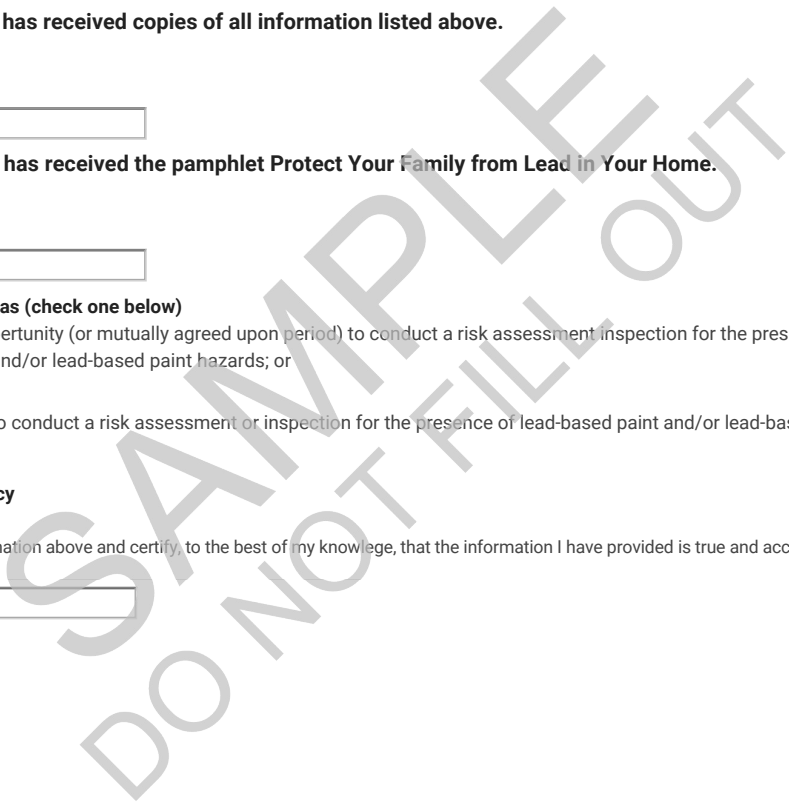 has received copies of all information listed above.
has received the pamphlet Protect Your Family from Lead in Your Home.
as (check one below)
ertunity (or mutually agreed upon period) to conduct a risk assessment inspection for the pres
nd/or lead-based paint hazards; or
o conduct a risk assessment or inspection for the presence of lead-based paint and/or lead-bas
cy
nation above and certify, to the best of my knowlege, that the information I have provided is true and acc
SAMPLE
DO NOT FILL OUT